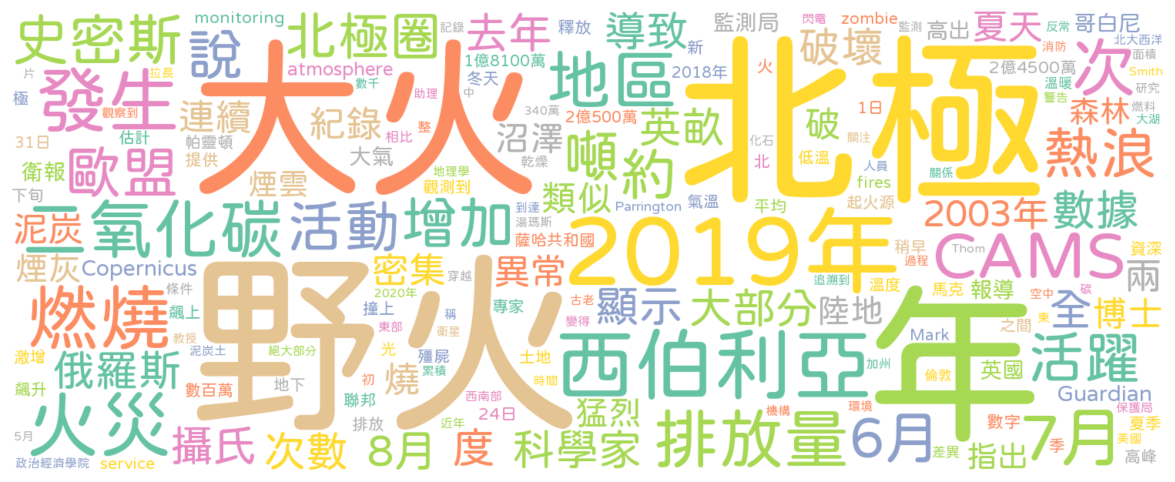 史密斯
monitoring
北極圈
去年
釋放
導致
監測局
閃電
zombie
監測
高出
夏天
反常
哥白尼
北大西洋
說
atmosphere
記錄
1億8100萬
新
火
破壞
消防
面積
發生
片
拉長
數千
助理
冬天
地區
2018年
2億4500萬
次
溫暖
Smith
極
觀察到
大火
中
340萬
北極
警告
研究
連續
紀錄
相比
整
沼澤
2億500萬
英畝
破
1日
森林
燃料
大湖
31日
估計
帕靈頓
提供
大氣
乾燥
噸
約
化石
北
低溫
關注
人員
熱浪
衛報
歐盟
煙雲
觀測到
地理學
類似
平均
fires
關係
下旬
二氧化碳
活動
增加
到達
湯瑪斯
Parrington
氣溫
起火源
2003年
數據
泥炭
薩哈共和國
2019年
稍早
過程
Thom
CAMS
資深
煙灰
Copernicus
密集
穿越
異常
追溯到
溫度
兩
條件
2020年
古老
顯示
大部分
陸地
馬克
報導
空中
碳
東
飆上
撞上
專家
變得
全
博士
燃燒
野火
東部
稱
衛星
年
之間
教授
光
殭屍
累積
土地
西伯利亞
加州
Mark
活躍
激增
泥炭土
絕大部分
燒
時間
倫敦
英國
俄羅斯
飆升
數百萬
地下
初
聯邦
西南部
猛烈
環境
機構
Guardian
保護局
火災
24日
排放量
6月
數字
7月
夏季
5月
攝氏
排放
近年
美國
次數
8月
度
科學家
差異
指出
季
高峰
政治經濟學院
service